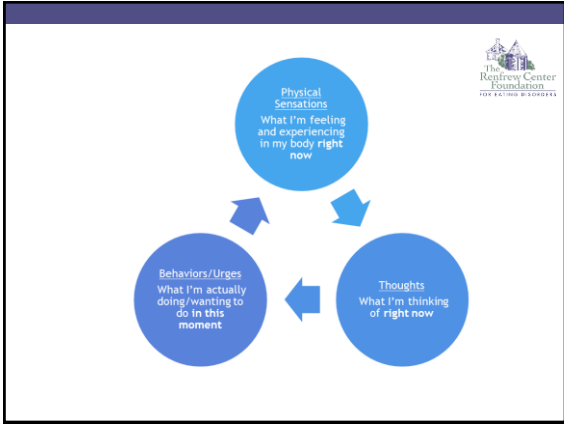 The
Renfrew Center
Foundation
FOR EATING DISORDERS
Physical
Sensations
What I'm feeling
and experiencing
in my body right
now
Behaviors/Urges
What I'm actually
doing/wanting to
do in this
moment
Thoughts
What I'm thinking
of right now